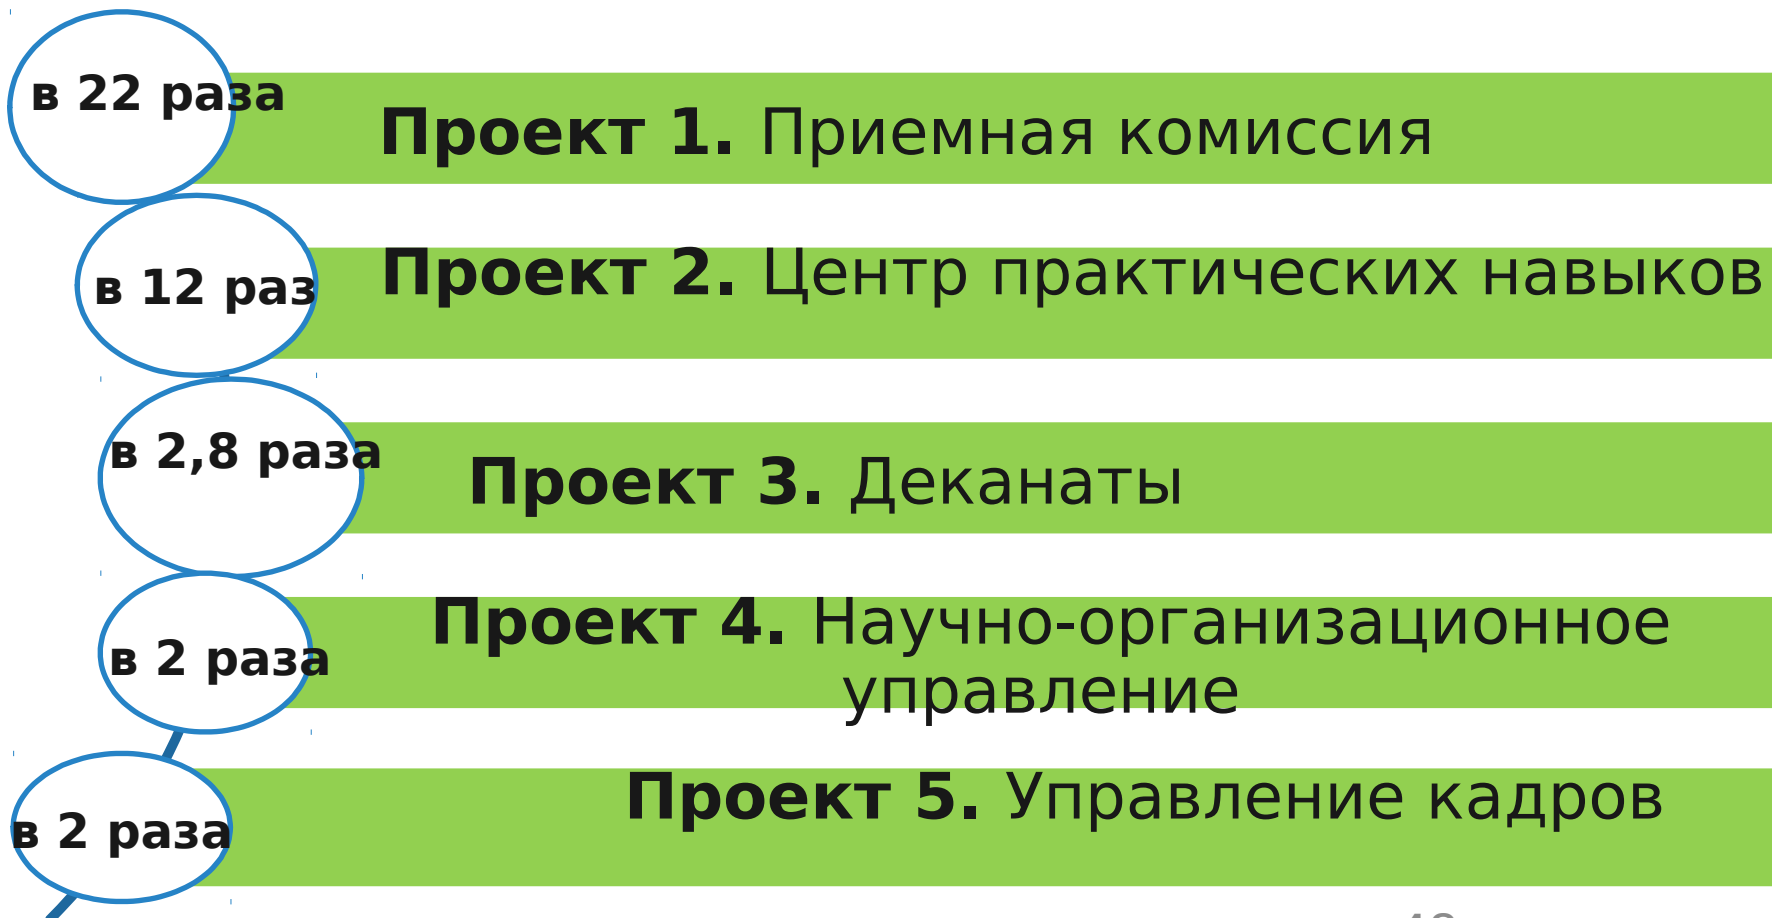 в 22 раза
Проект 1. Приемная комиссия
в 12 раз
Проект 2. Центр практических навыков
в 2,8 раза
Проект 3. Деканаты
в 2 раза
Проект 4. Научно-организационное
управление
в 2 раза
Проект 5. Управление кадров